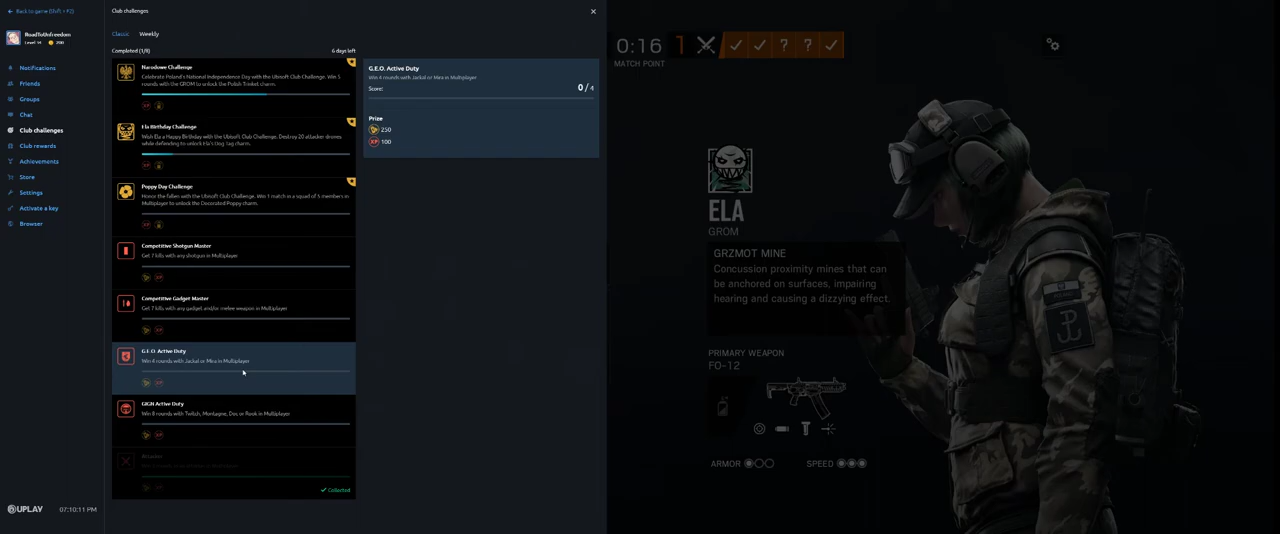 Back to game (Shift + F2)
Club challenges
RoadToUnfreedom
Level 14
200
Classic
Weekly
Completed (1/8)
6 days left
Notifications
Friends
Groups
Chat
Club challenges
Club rewards
Achievements
Store
Settings
Activate a key
Browser
Narodowe Challenge
Celebrate Poland's National Independence Day with the Ubisoft Club Challenge. Win 5
rounds with the GROM to unlock the Polish Trinket charm.
XP
Ela Birthday Challenge
Wish Ela a Happy Birthday with the Ubisoft Club Challenge. Destroy 20 attacker drones
while defending to unlock Ela's Dog Tag charm.
XP
Poppy Day Challenge
Honor the fallen with the Ubisoft Club Challenge. Win 1 match in a squad of 5 members in
Multiplayer to unlock the Decorated Poppy charm.
XP
Competitive Shotgun Master
Get 7 kills with any shotgun in Multiplayer
XP
Competitive Gadget Master
Get 7 kills with any gadget and/or melee weapon in Multiplayer
XP
G.E.O. Active Duty
Win 4 rounds with Jackal or Mira in Multiplayer
XP
GIGN Active Duty
Win 8 rounds with Twitch, Montagne, Doc or Rook in Multiplayer
XP
Attacker
Collected
G.E.O. Active Duty
Win 4 rounds with Jackal or Mira in Multiplayer
Score:
0 / 4
Prize
250
XP 100
UPLAY
07:10:11 PM
0:16
1
? ?
MATCH POINT
ELA
GROM
GRZMOT MINE
Concussion proximity mines that can
be anchored on surfaces, impairing
hearing and causing a dizzying effect.
PRIMARY WEAPON
FO-12
ARMOR
SPEED